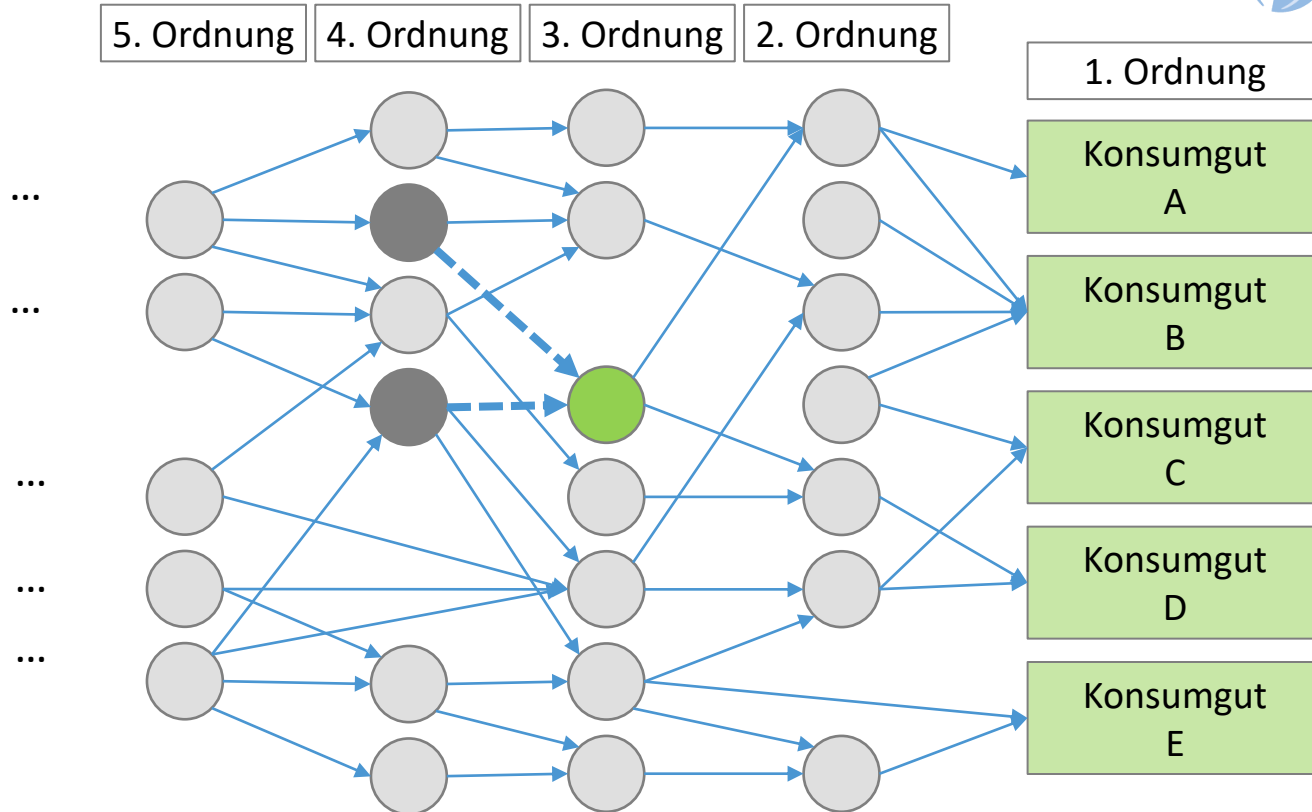 5. Ordnung
4. Ordnung
3. Ordnung
2. Ordnung
1. Ordnung
Konsumgut
A
Konsumgut
B
Konsumgut
C
Konsumgut
D
Konsumgut
E
...
...
...
...
...